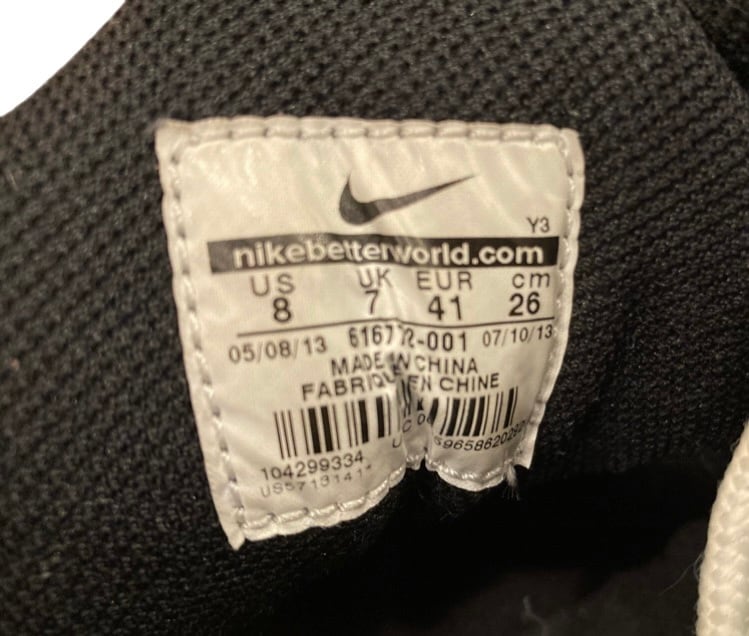 Y3
nikebetterworld.com
US UK EUR cm
8 7 41 26
05/08/13 07/10/13
MADE IN CHINA
FABRIQUE EN CHINE
104299334